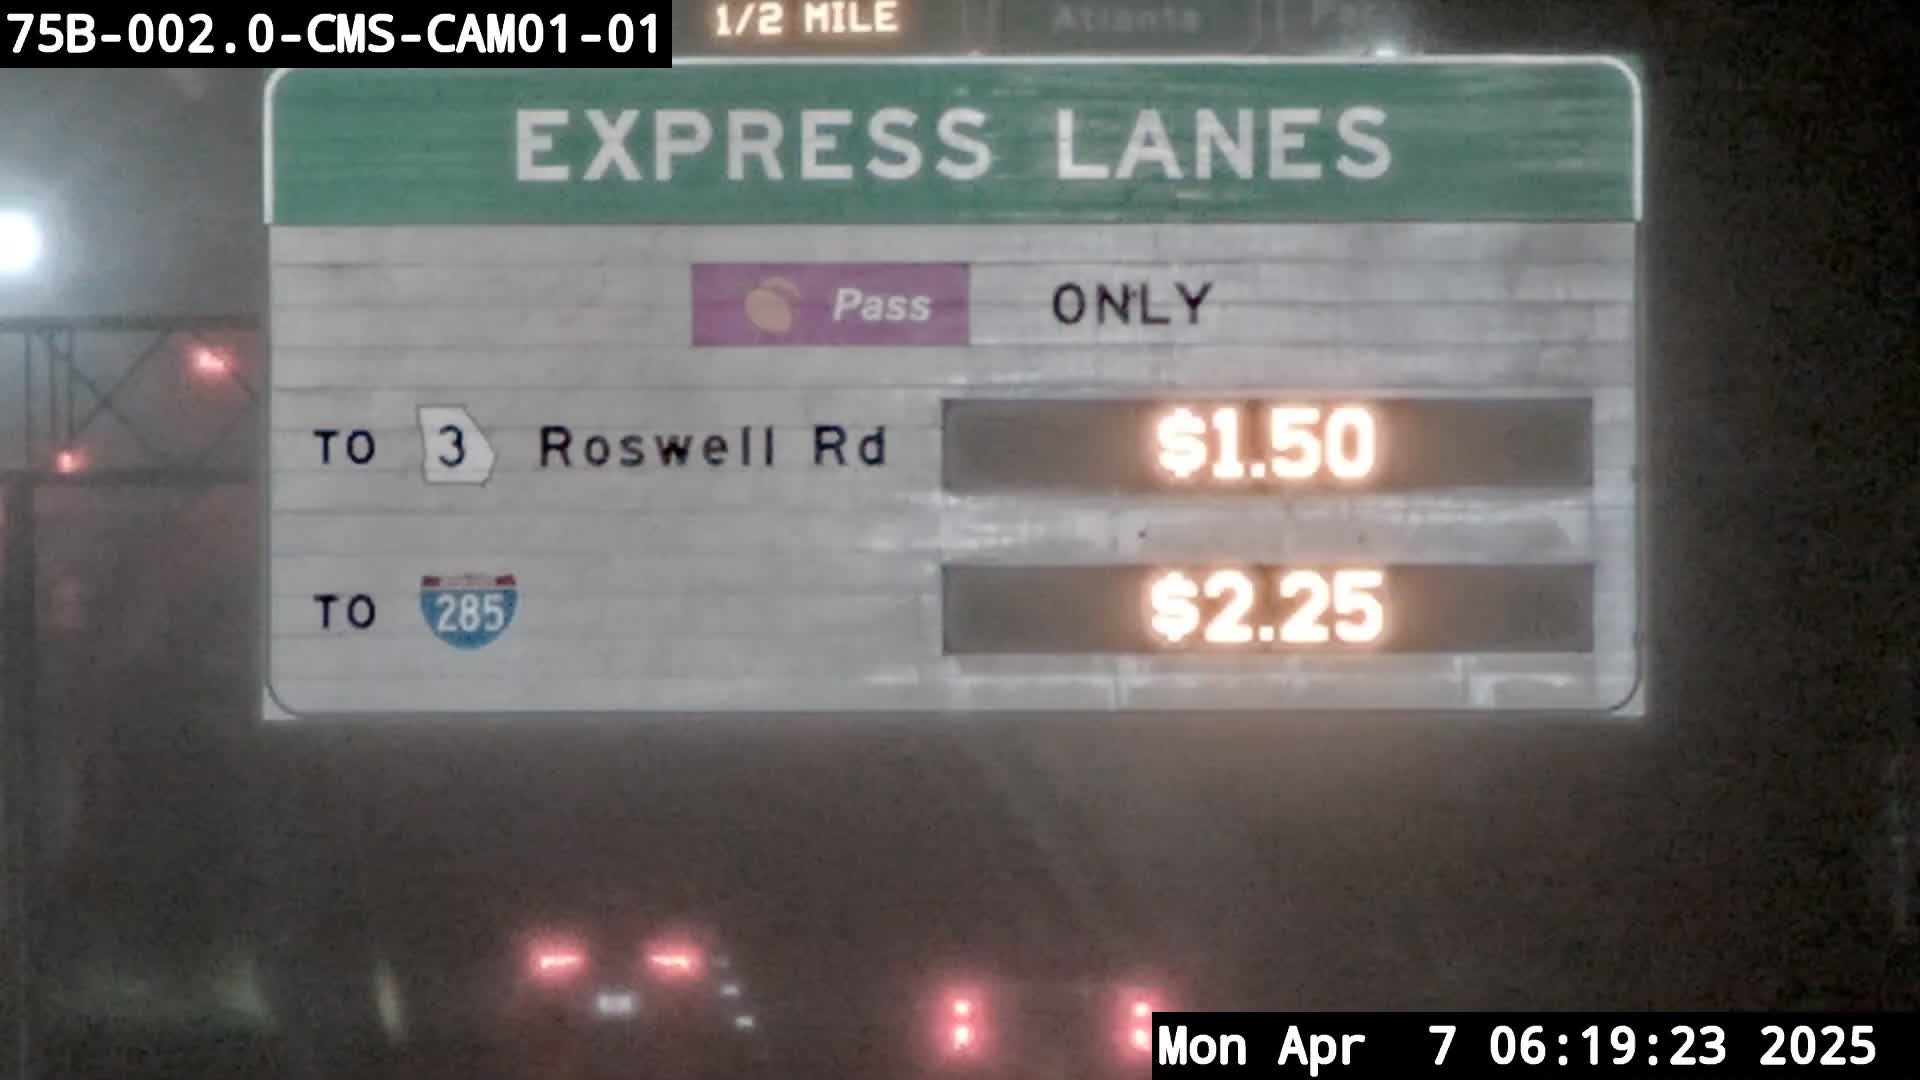 75B-002.0-CMS-CAM01-01
1/2 MILE
Atlanta
EXPRESS LANES
Pass ONLY
TO 3 Roswell Rd $1.50
TO 285 $2.25
Mon Apr 7 06:19:23 2025